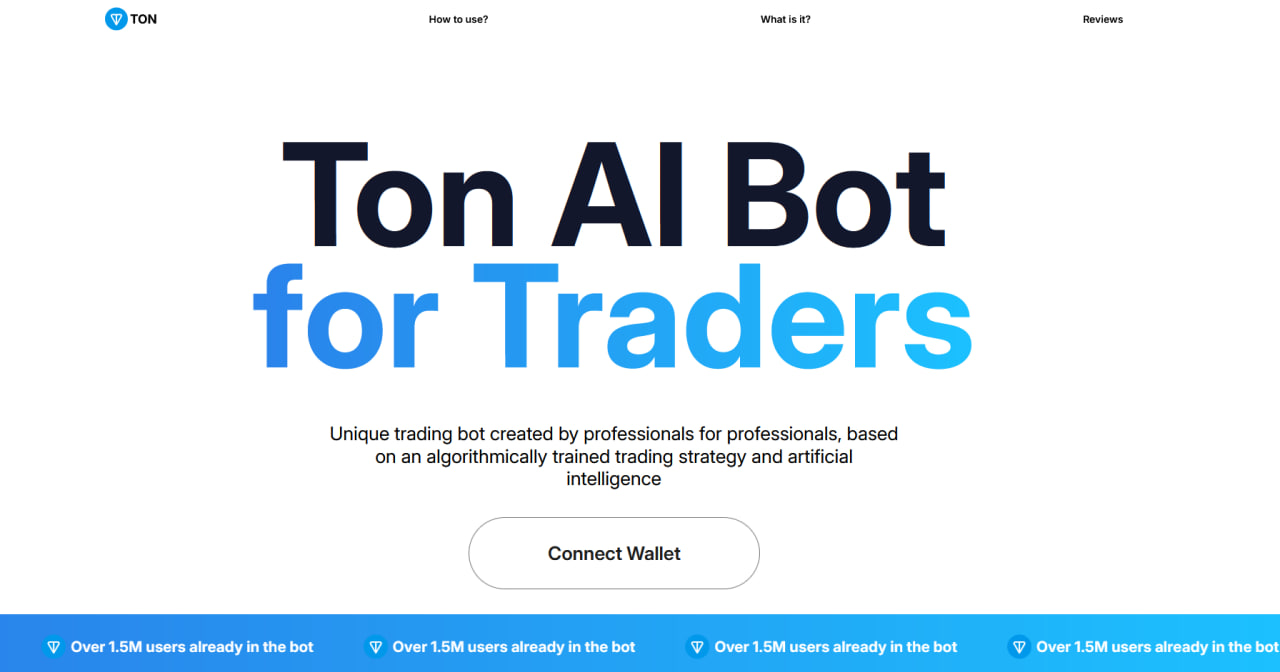 TON
How to use?
What is it?
Reviews
Ton AI Bot
for Traders
Unique trading bot created by professionals for professionals, based
on an algorithmically trained trading strategy and artificial
intelligence
Connect Wallet
Over 1.5M users already in the bot
Over 1.5M users already in the bot
Over 1.5M users already in the bot
Over 1.5M users already in the bot